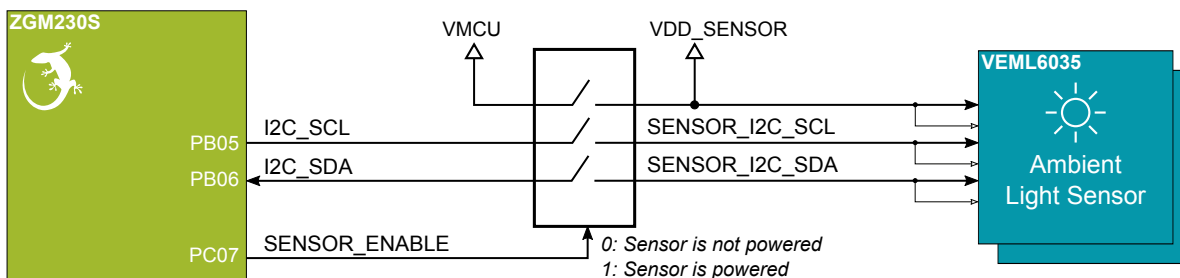 ZGM230S
VMCU
VDD_SENSOR
VEML6035
PB05
I2C_SCL
SENSOR_I2C_SCL
PB06
I2C_SDA
SENSOR_I2C_SDA
Ambient
Light Sensor
PC07
SENSOR_ENABLE
0: Sensor is not powered
1: Sensor is powered